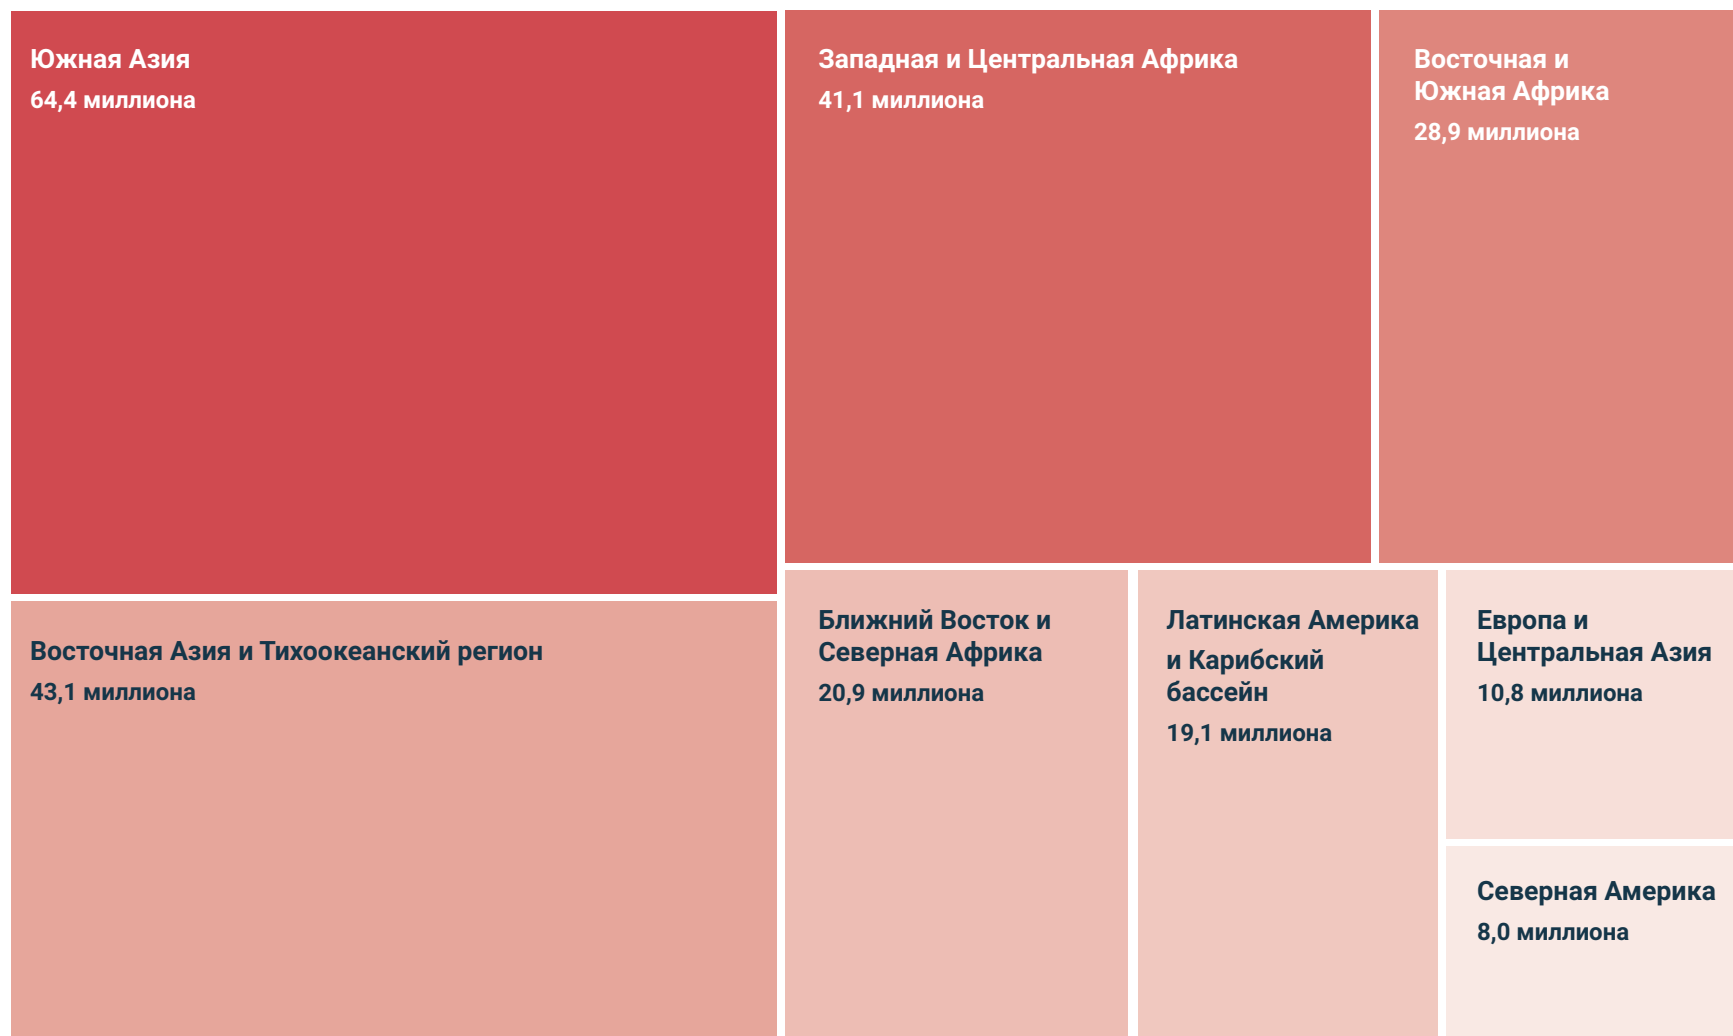 Южная Азия
64,4 миллиона
Западная и Центральная Африка
41,1 миллиона
Восточная и
Южная Африка
28,9 миллиона
Восточная Азия и Тихоокеанский регион
43,1 миллиона
Ближний Восток и
Северная Африка
20,9 миллиона
Латинская Америка
и Карибский
бассейн
19,1 миллиона
Европа и
Центральная Азия
10,8 миллиона
Северная Америка
8,0 миллиона